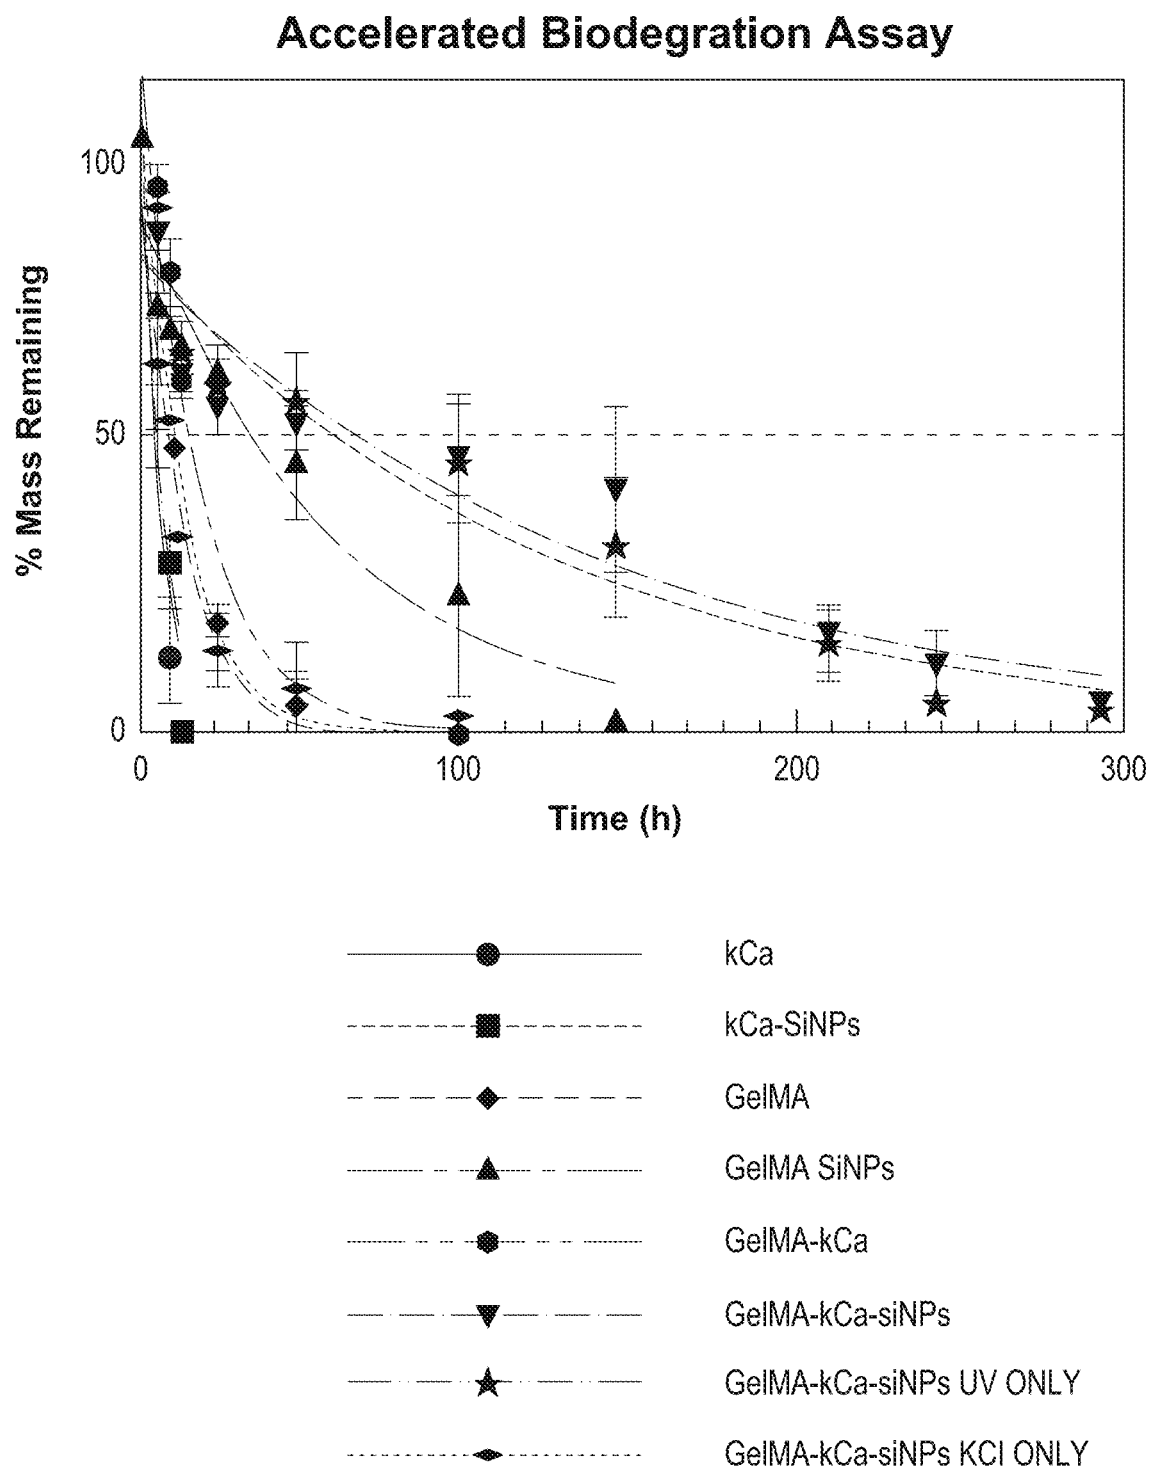 Accelerated Biodegration Assay
% Mass Remaining
100
50
0
0 100 200 300
Time (h)
kCa
kCa-SiNPs
GelMA
GelMA SiNPs
GelMA-kCa
GelMA-kCa-siNPs
GelMA-kCa-siNPs UV ONLY
GelMA-kCa-siNPs KCl ONLY